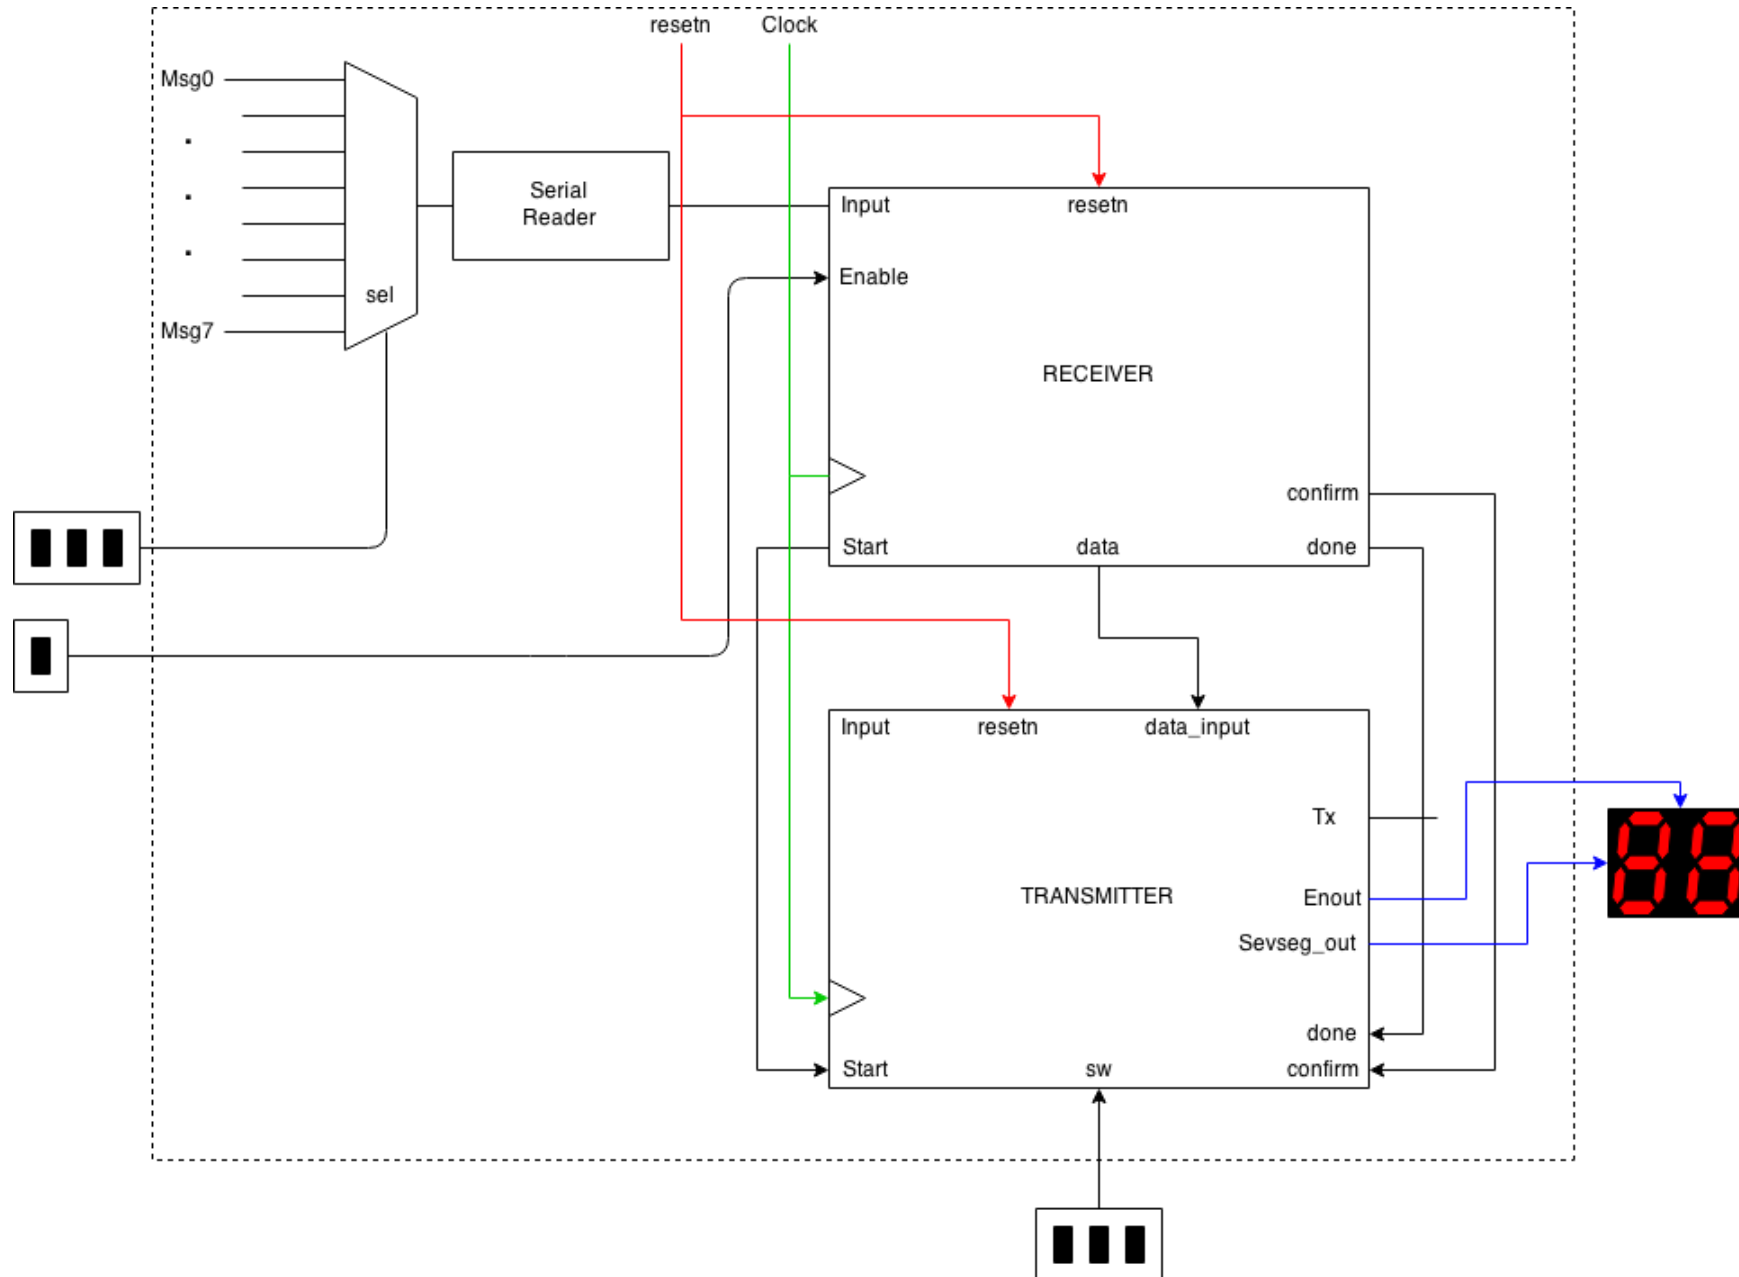 resetn
Clock
Msg0
Serial
Reader
Input
resetn
Enable
sel
Msg7
RECEIVER
confirm
Start
data
done
Input
resetn
data_input
Tx
TRANSMITTER
Enout
Sevseg_out
done
Start
sw
confirm
88